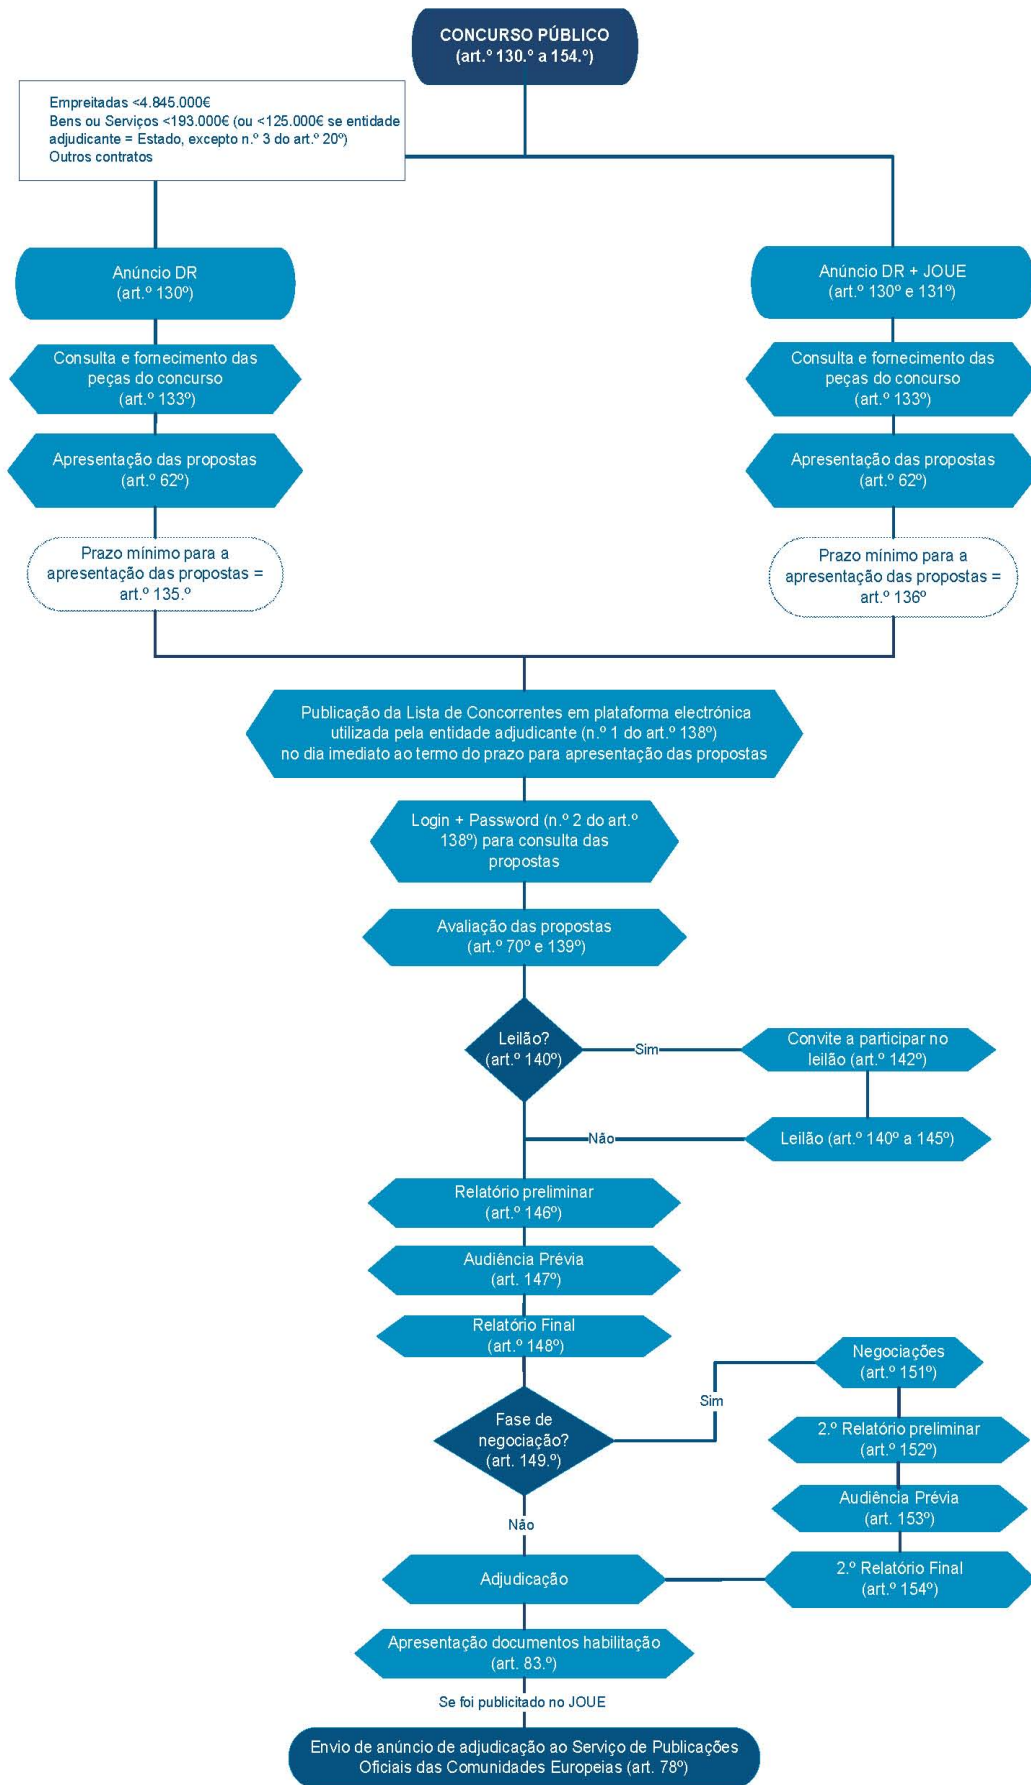 CONCURSO PÚBLICO
(art.º 130.º a 154.º)
Empreitadas <4.845.000€
Bens ou Serviços <193.000€ (ou <125.000€ se entidade
adjudicante = Estado, excepto n.º 3 do art.º 20º)
Outros contratos
Anúncio DR
(art.º 130º)
Anúncio DR + JOUE
(art.º 130º e 131º)
Consulta e fornecimento das
peças do concurso
(art.º 133º)
Consulta e fornecimento das
peças do concurso
(art.º 133º)
Apresentação das propostas
(art.º 62º)
Apresentação das propostas
(art.º 62º)
Prazo mínimo para a
apresentação das propostas =
art.º 135.º
Prazo mínimo para a
apresentação das propostas =
art.º 136º
Publicação da Lista de Concorrentes em plataforma electrónica
utilizada pela entidade adjudicante (n.º 1 do art.º 138º)
no dia imediato ao termo do prazo para apresentação das propostas
Login + Password (n.º 2 do art.º
138º) para consulta das
propostas
Avaliação das propostas
(art.º 70º e 139º)
Leilão?
(art.º 140º)
Sim
Convite a participar no
leilão (art.º 142º)
Não
Leilão (art.º 140º a 145º)
Relatório preliminar
(art.º 146º)
Audiência Prévia
(art. 147º)
Relatório Final
(art.º 148º)
Negociações
(art.º 151º)
Sim
Fase de
negociação?
(art. 149.º)
2.º Relatório preliminar
(art.º 152º)
Audiência Prévia
(art. 153º)
Não
Adjudicação
2.º Relatório Final
(art.º 154º)
Apresentação documentos habilitação
(art. 83.º)
Se foi publicitado no JOUE
Envio de anúncio de adjudicação ao Serviço de Publicações
Oficiais das Comunidades Europeias (art. 78º)